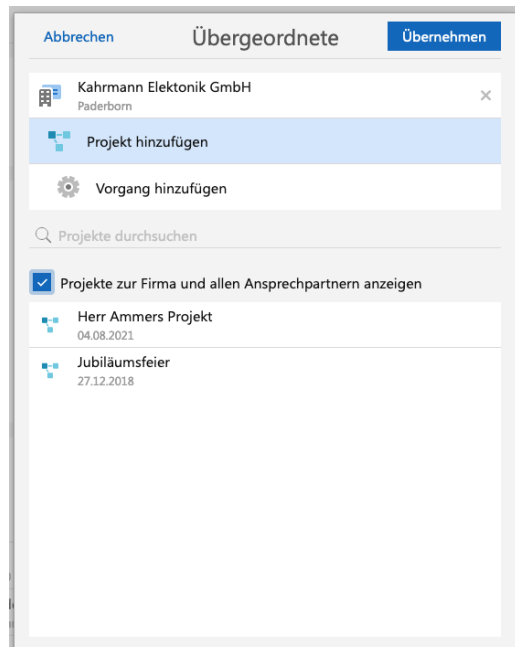 Abbrechen Übergeordnete Übernehmen
Kahrmann Elektonik GmbH
Paderborn
Projekt hinzufügen
Vorgang hinzufügen
Projekte durchsuchen
Projekte zur Firma und allen Ansprechpartnern anzeigen
Herr Ammers Projekt
04.08.2021
Jubiläumsfeier
27.12.2018